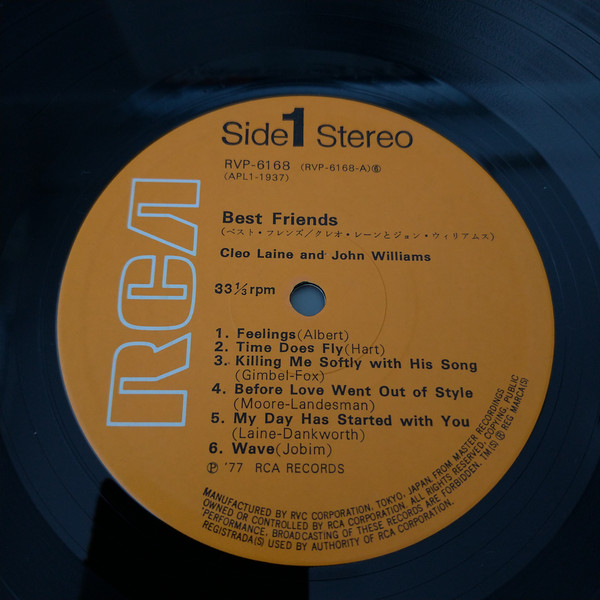 Side 1 Stereo
RVP-6168 (RVP-6168-A)⑥
(APL1-1937)
RCA
Best Friends
(ベスト・フレンズ/クレオ・レーンとジョン・ウィリアムス)
Cleo Laine and John Williams
33⅓ rpm
1. Feelings(Albert)
2. Time Does Fly(Hart)
3. Killing Me Softly with His Song
(Gimbel-Fox)
4. Before Love Went Out of Style
(Moore-Landesman)
5. My Day Has Started with You
(Laine-Dankworth)
6. Wave(Jobim)
Ⓟ '77 RCA RECORDS
MANUFACTURED BY RVC CORPORATION, TOKYO, JAPAN, FROM MASTER RECORDINGS
OWNED OR CONTROLLED BY RCA CORPORATION. ALL RIGHTS RESERVED, COPYING, PUBLIC
PERFORMANCE, BROADCASTING OF THESE RECORDS ARE FORBIDDEN. TM(S) ® REG MARCA(S)
REGISTRADA(S) USED BY AUTHORITY OF RCA CORPORATION.